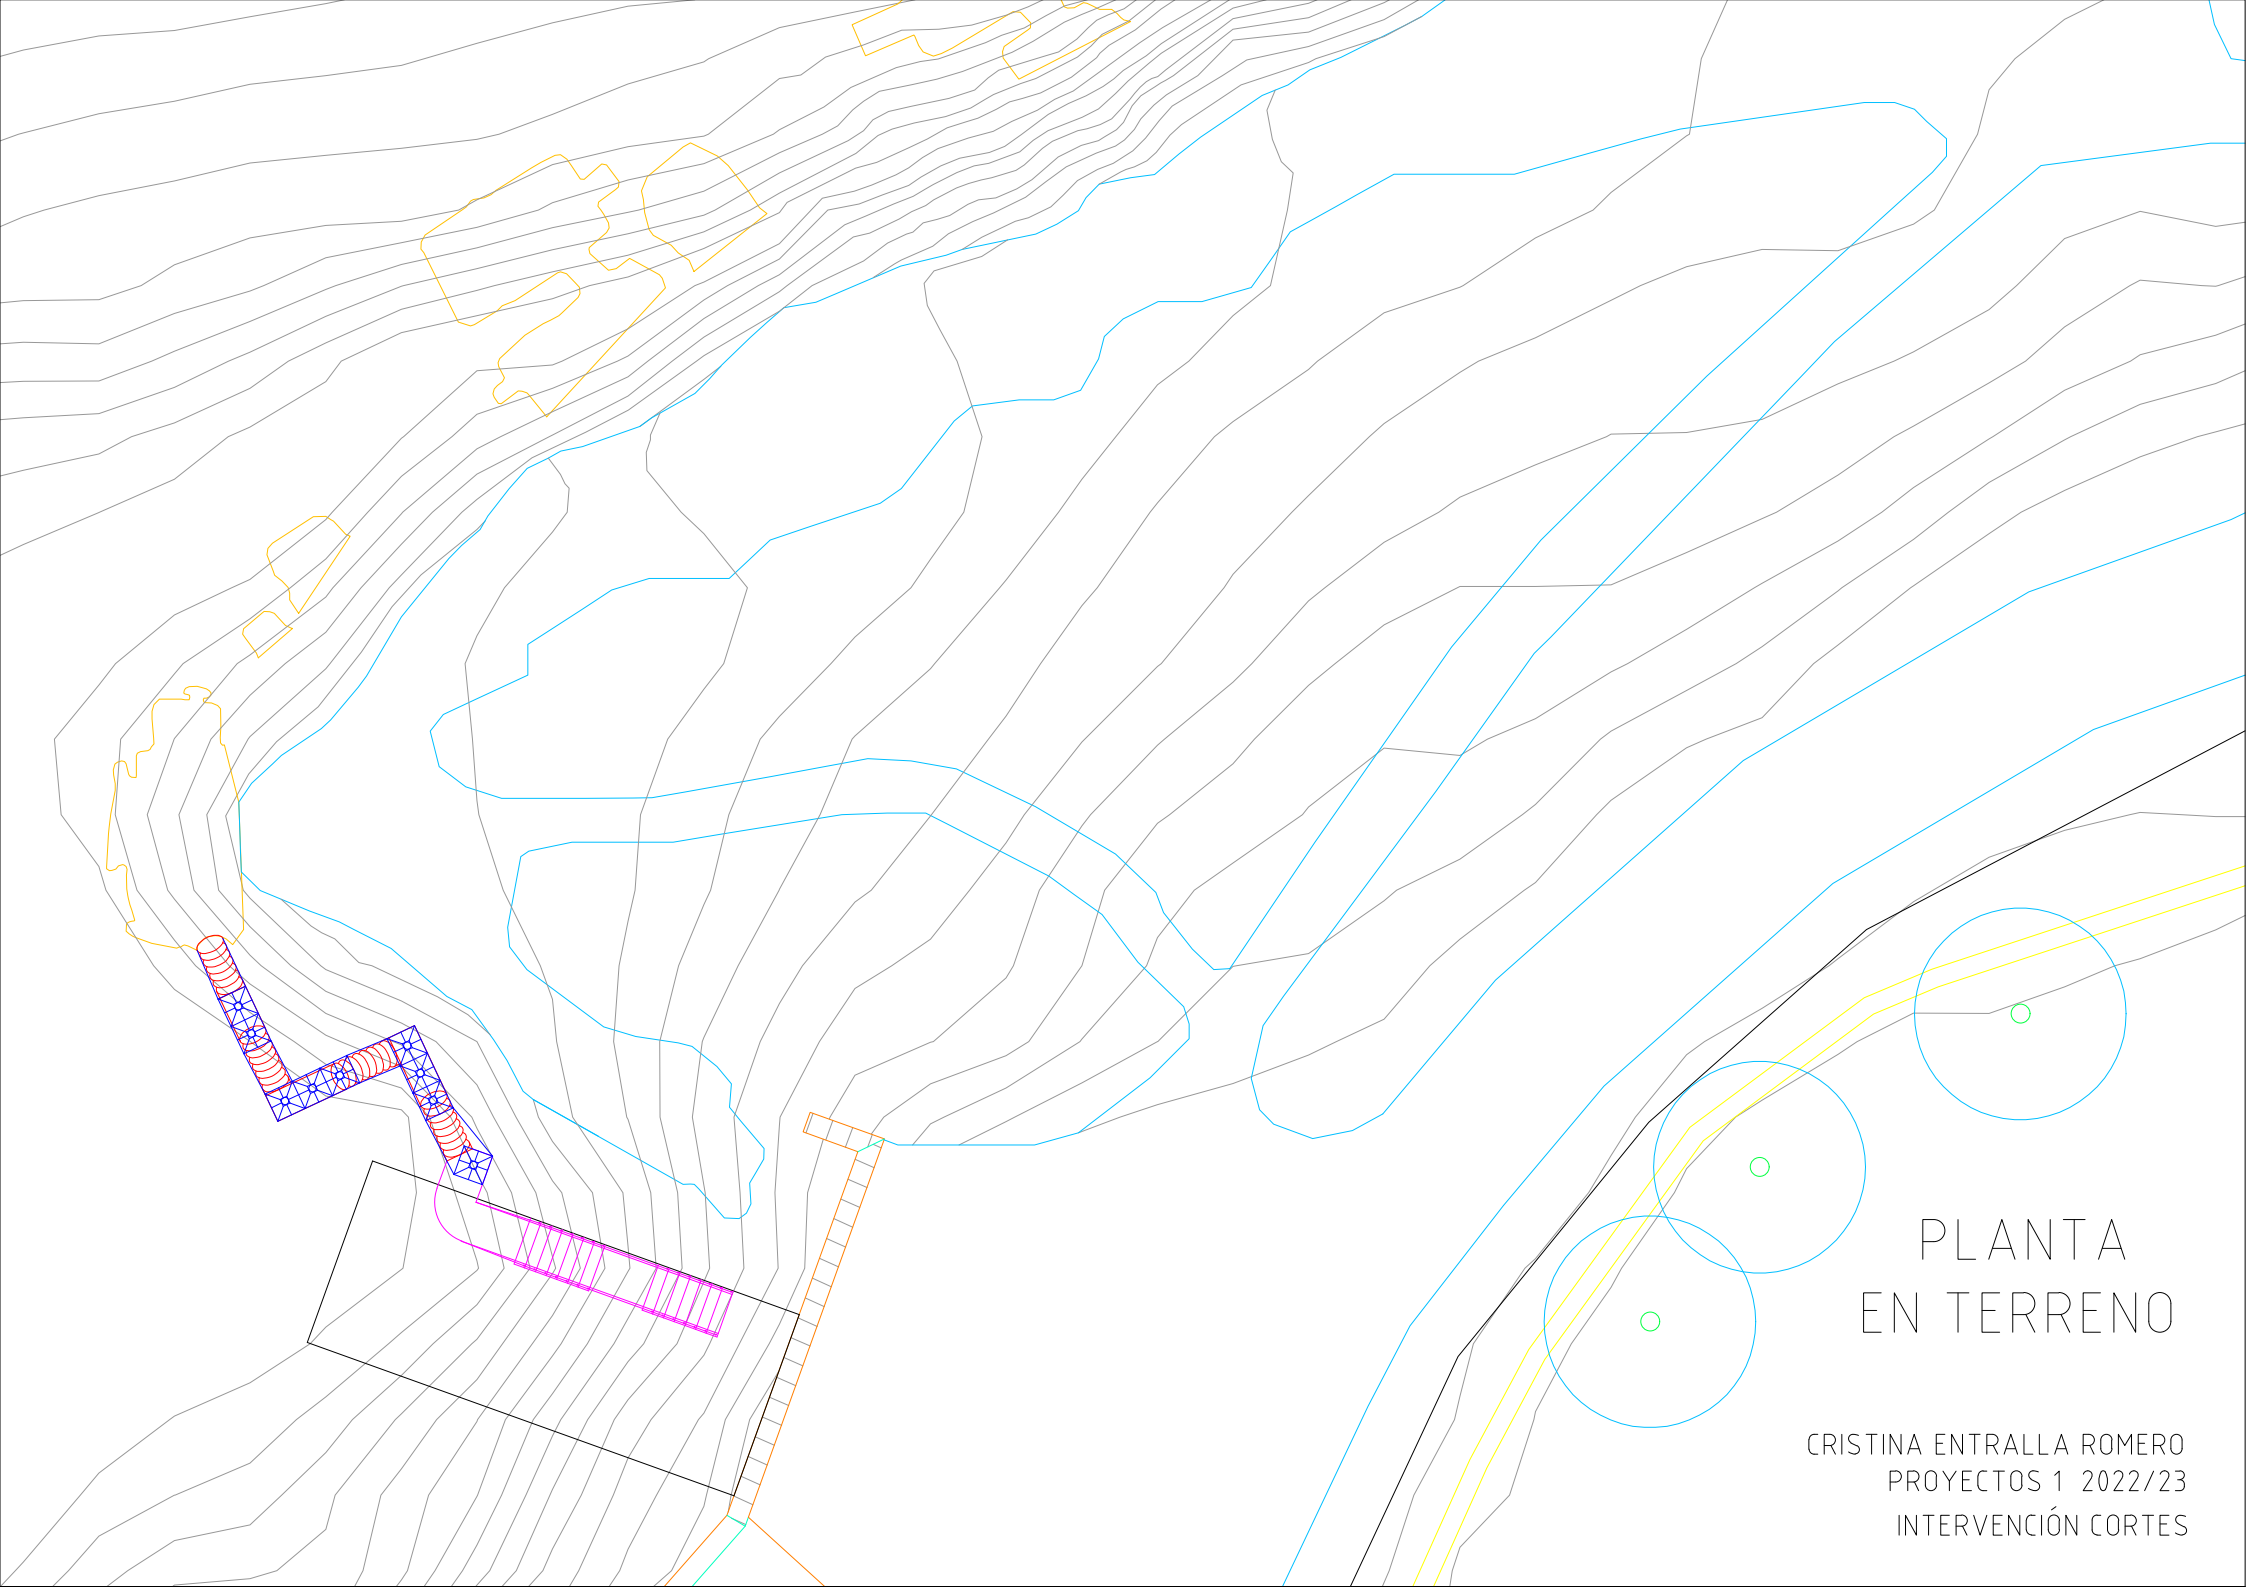 PLANTA
EN TERRENO
CRISTINA ENTRALLA ROMERO
PROYECTOS 1 2022/23
INTERVENCIÓN CORTES